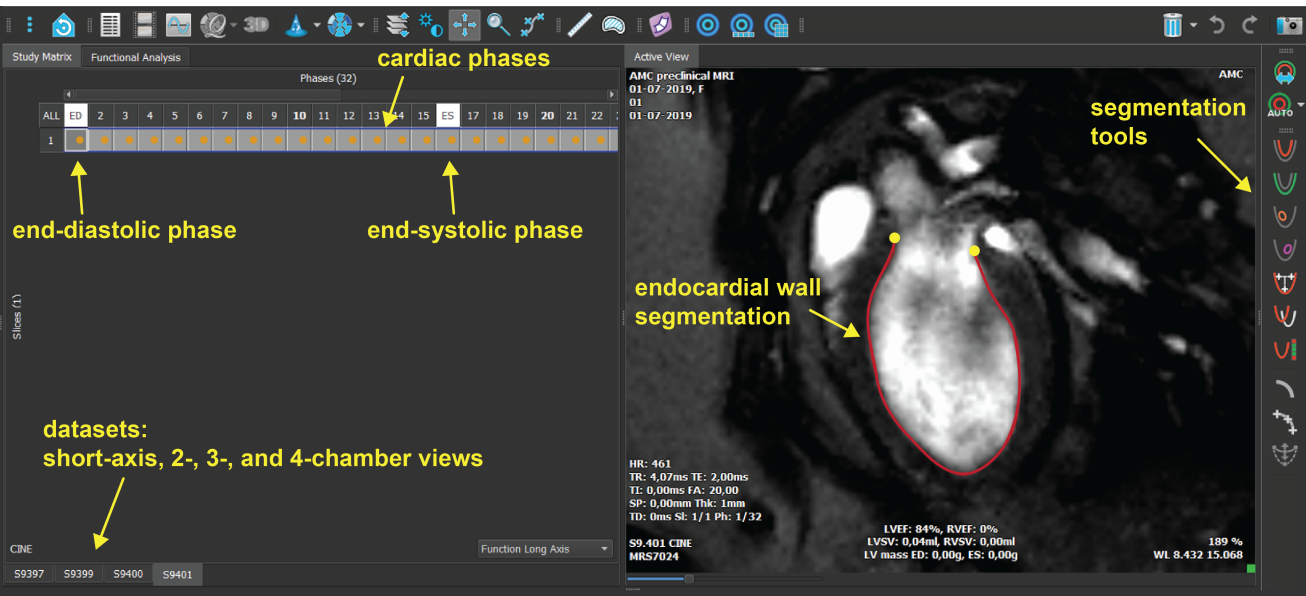 3D
Study Matrix
Functional Analysis
cardiac phases
Phases (32)
ALL ED 2 3 4 5 6 7 8 9 10 11 12 13 14 15 ES 17 18 19 20 21 22
1
end-diastolic phase
end-systolic phase
Slices (1)
datasets:
short-axis, 2-, 3-, and 4-chamber views
CINE
Function Long Axis
S9397 S9399 S9400 S9401
Active View
AMC preclinical MRI
01-07-2019, F
01
01-07-2019
AMC
endocardial wall
segmentation
HR: 461
TR: 4,07ms TE: 2,00ms
TI: 0,00ms FA: 20,00
SP: 0,00mm Thk: 1mm
TD: 0ms Sl: 1/1 Ph: 1/32
S9.401 CINE
MRS7024
LVEF: 84%, RVEF: 0%
LVSV: 0,04ml, RVSV: 0,00ml
LV mass ED: 0,00g, ES: 0,00g
189 %
WL 8.432 15.068
segmentation
tools
AUTO